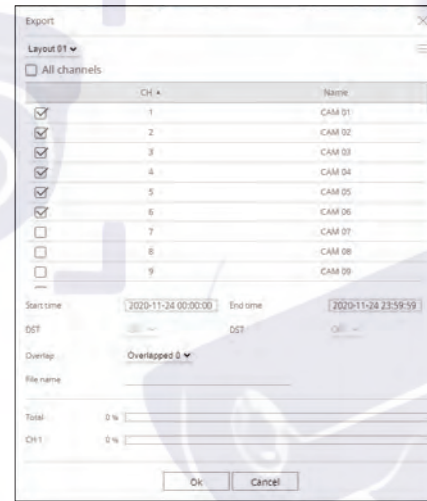 Export
Layout 01
All channels
CH Name
1 CAM 01
2 CAM 02
3 CAM 03
4 CAM 04
5 CAM 05
6 CAM 06
7 CAM 07
8 CAM 08
9 CAM 09
Start time 2020-11-24 00:00:00 End time 2020-11-24 23:59:59
DST DST
Overlap Overlapped 0
File name
Total 0 %
CH1 0 %
Ok Cancel